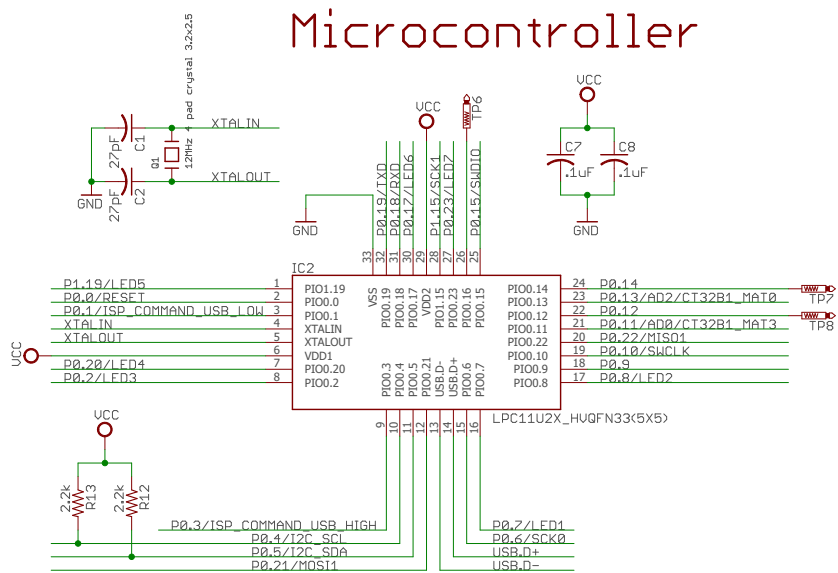 Microcontroller
12MHz 4 pad crystal 3.2x2.5
Q1
XTALIN
C1
27pF
XTALOUT
C2
27pF
GND
VCC
TP6
VCC
C7
.1uF
C8
.1uF
GND
GND
P0.19/TXD
P0.18/RXD
P0.17/LED6
P1.15/SCK1
P0.23/LED7
P0.15/SWDIO
33
32
31
30
29
28
27
26
25
IC2
VSS
PIO0.19
PIO0.18
PIO0.17
VDD2
PIO1.15
PIO0.23
PIO0.16
PIO0.15
P1.19/LED5 1 PIO1.19
P0.0/RESET 2 PIO0.0
P0.1/ISP_COMMAND_USB_LOW 3 PIO0.1
XTALIN 4 XTALIN
XTALOUT 5 XTALOUT
VCC 6 VDD1
P0.20/LED4 7 PIO0.20
P0.2/LED3 8 PIO0.2
PIO0.14 24 P0.14
TP7
PIO0.13 23 P0.13/AD2/CT32B1_MAT0
PIO0.12 22 P0.12
TP8
PIO0.11 21 P0.11/AD0/CT32B1_MAT3
PIO0.22 20 P0.22/MISO1
PIO0.10 19 P0.10/SWCLK
PIO0.9 18 P0.9
PIO0.8 17 P0.8/LED2
PIO0.3
PIO0.4
PIO0.5
PIO0.21
USB.D-
USB.D+
PIO0.6
PIO0.7
LPC11U2X_HVQFN33(5X5)
9
10
11
12
13
14
15
16
VCC
2.2k
R13
2.2k
R12
P0.3/ISP_COMMAND_USB_HIGH
P0.4/I2C_SCL
P0.5/I2C_SDA
P0.21/MOSI1
P0.7/LED1
P0.6/SCK0
USB.D+
USB.D-